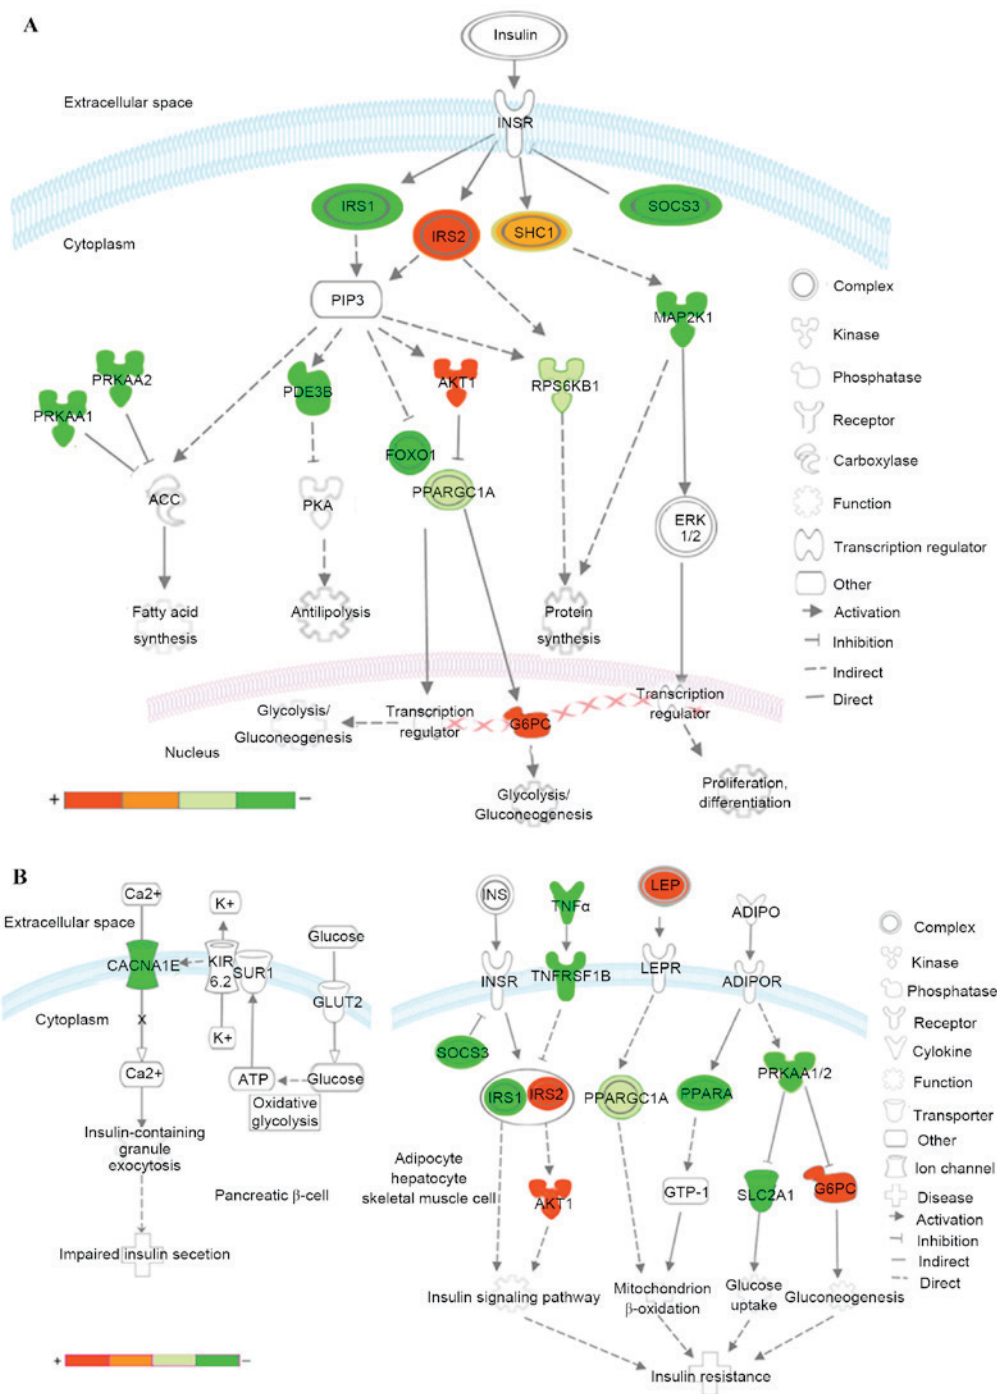 A
Insulin
Extracellular space
INSR
IRS1
SOCS3
IRS2
SHC1
Cytoplasm
Complex
PIP3
MAP2K1
Kinase
PRKAA2
PDE3B
AKT1
RPS6KB1
Phosphatase
PRKAA1
Receptor
FOXO1
Carboxylase
PPARGC1A
ACC
PKA
Function
ERK
1/2
Transcription regulator
Other
Fatty acid
synthesis
Antilipolysis
Protein
synthesis
Activation
Inhibition
Indirect
Direct
Glycolysis/
Gluconeogenesis
Transcription
regulator
G6PC
Transcription
regulator
Nucleus
Glycolysis/
Gluconeogenesis
Proliferation,
differentiation
+
−
B
Ca2+
K+
Extracellular space
Glucose
CACNA1E
KIR
6.2
SUR1
GLUT2
Cytoplasm
X
K+
Ca2+
ATP
Glucose
Oxidative
glycolysis
Insulin-containing
granule
exocytosis
Pancreatic β-cell
Impaired insulin secetion
INS
TNFα
LEP
ADIPO
INSR
TNFRSF1B
LEPR
ADIPOR
SOCS3
IRS1
IRS2
PPARGC1A
PPARA
PRKAA1/2
Adipocyte
hepatocyte
skeletal muscle cell
AKT1
GTP-1
SLC2A1
G6PC
Insulin signaling pathway
Mitochondrion
β-oxidation
Glucose
uptake
Gluconeogenesis
Insulin resistance
Complex
Kinase
Phosphatase
Receptor
Cylokine
Function
Transporter
Other
Ion channel
Disease
Activation
Inhibition
Indirect
Direct
+
−